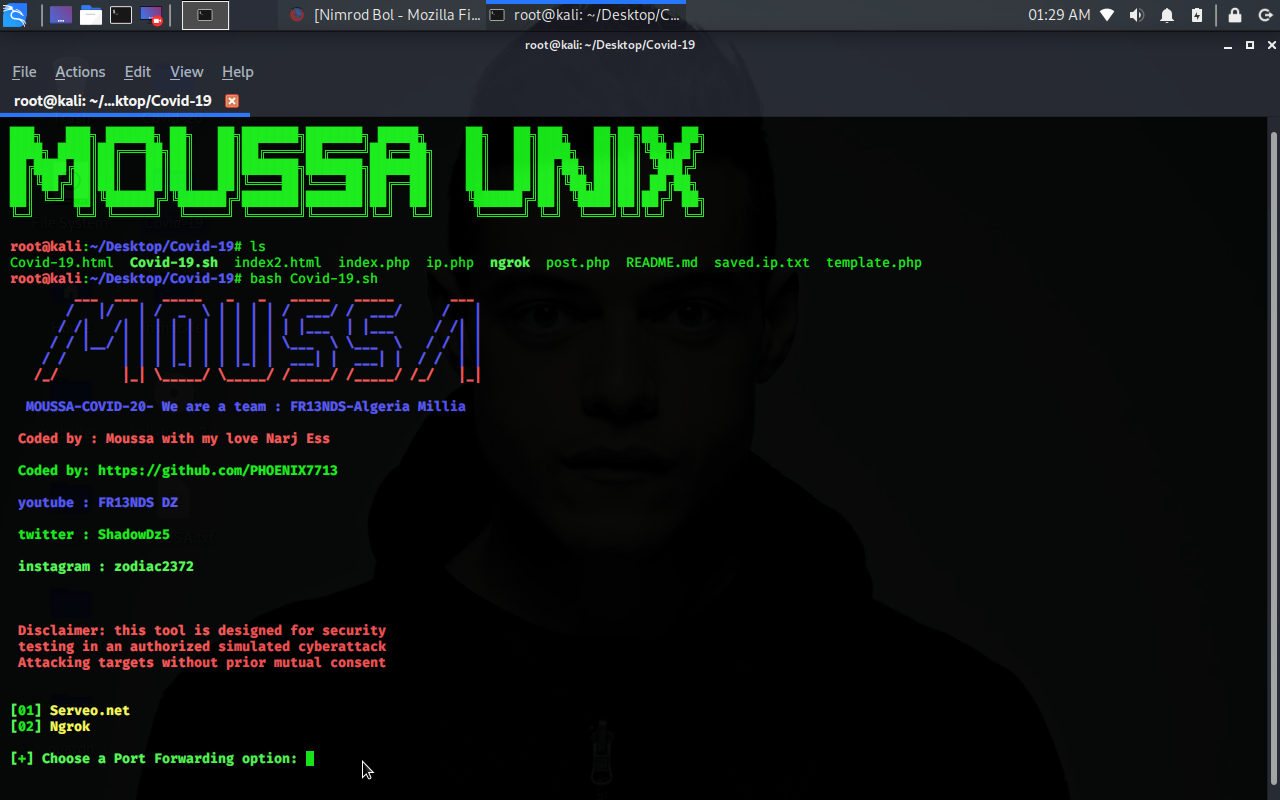 [Nimrod Bol - Mozilla Fi...
root@kali: ~/Desktop/C...
01:29 AM
root@kali: ~/Desktop/Covid-19
File Actions Edit View Help
root@kali: ~/...ktop/Covid-19
MOUSSA UNIX
root@kali:~/Desktop/Covid-19# ls
Covid-19.html Covid-19.sh index2.html index.php ip.php ngrok post.php README.md saved.ip.txt template.php
root@kali:~/Desktop/Covid-19# bash Covid-19.sh
MOUSSA
MOUSSA-COVID-20- We are a team : FR13NDS-Algeria Millia
Coded by : Moussa with my love Narj Ess
Coded by: https://github.com/PHOENIX7713
youtube : FR13NDS DZ
twitter : ShadowDz5
instagram : zodiac2372
Disclaimer: this tool is designed for security
testing in an authorized simulated cyberattack
Attacking targets without prior mutual consent
[01] Serveo.net
[02] Ngrok
[+] Choose a Port Forwarding option: